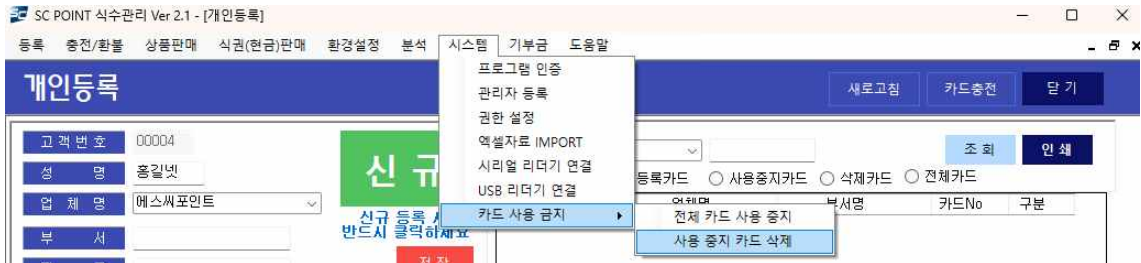 SC POINT 식수관리 Ver 2.1 - [개인등록]
등록 충전/환불 상품판매 식권(현금)판매 환경설정 분석 시스템 기부금 도움말
개인등록
새로고침 카드충전 닫 기
프로그램 인증
관리자 등록
권한 설정
엑셀자료 IMPORT
시리얼 리더기 연결
USB 리더기 연결
카드 사용 금지
전체 카드 사용 중지
사용 중지 카드 삭제
고 객 번 호 00004
성 명 홍길넷
업 체 명 에스씨포인트
부 서
신 규
신규 등록
반드시 클릭하세요
조 회 인 쇄
등록카드 사용중지카드 삭제카드 전체카드
업체명 부서명 카드No 구분